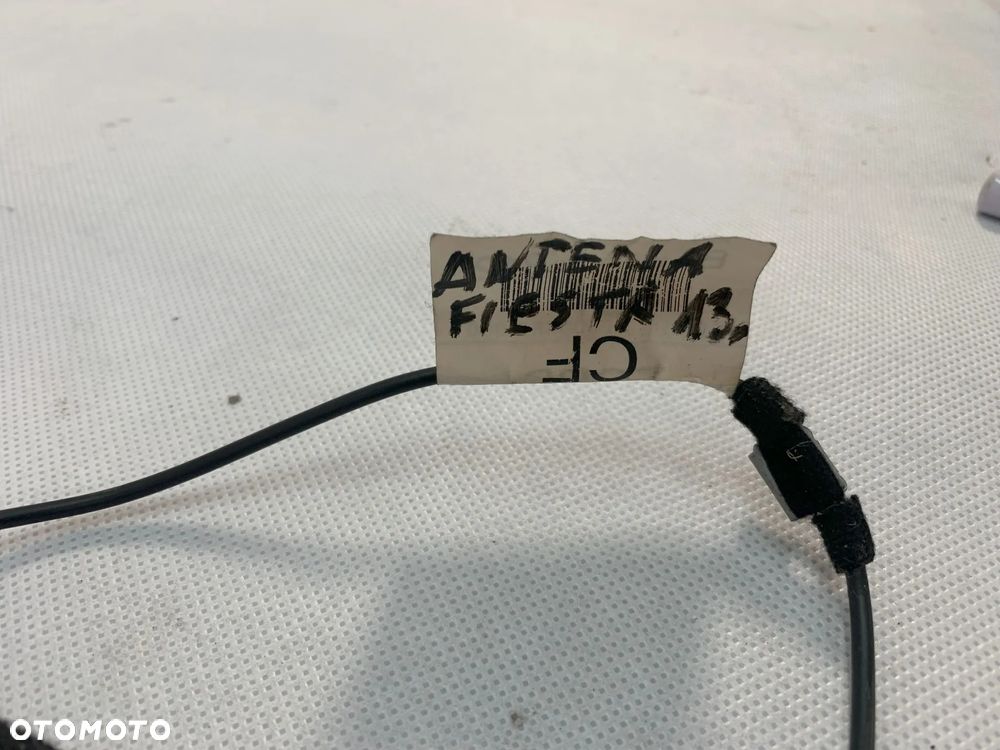 ANTENA
FIESTA 13,
CF
OTOMOTO